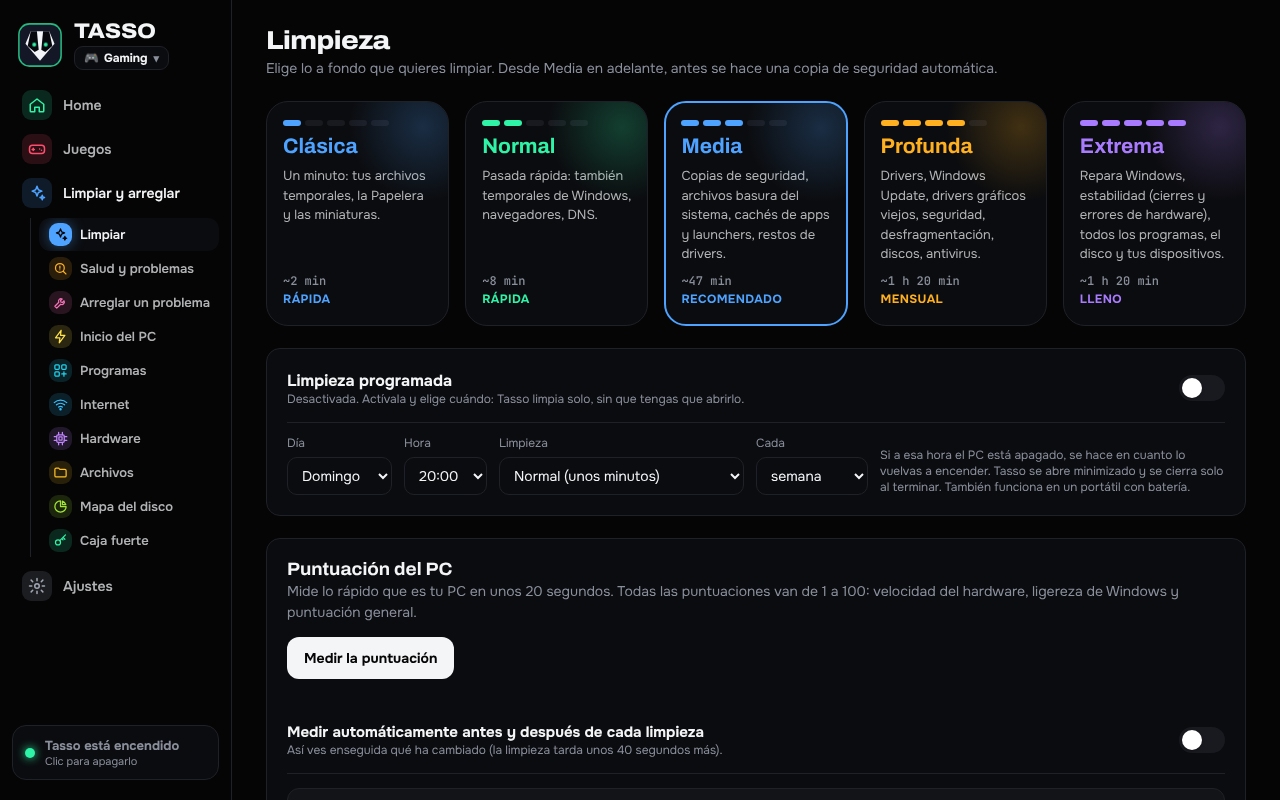 TASSO
🎮 Gaming ▾
Home
Juegos
Limpiar y arreglar
Limpiar
Salud y problemas
Arreglar un problema
Inicio del PC
Programas
Internet
Hardware
Archivos
Mapa del disco
Caja fuerte
Ajustes
Tasso está encendido
Clic para apagarlo
Limpieza
Elige lo a fondo que quieres limpiar. Desde Media en adelante, antes se hace una copia de seguridad automática.
Clásica
Un minuto: tus archivos
temporales, la Papelera
y las miniaturas.
~2 min
RÁPIDA
Normal
Pasada rápida: también
temporales de Windows,
navegadores, DNS.
~8 min
RÁPIDA
Media
Copias de seguridad,
archivos basura del
sistema, cachés de apps
y launchers, restos de
drivers.
~47 min
RECOMENDADO
Profunda
Drivers, Windows
Update, drivers gráficos
viejos, seguridad,
desfragmentación,
discos, antivirus.
~1 h 20 min
MENSUAL
Extrema
Repara Windows,
estabilidad (cierres y
errores de hardware),
todos los programas, el
disco y tus dispositivos.
~1 h 20 min
LLENO
Limpieza programada
Desactivada. Actívala y elige cuándo: Tasso limpia solo, sin que tengas que abrirlo.
Día
Hora
Limpieza
Cada
Domingo
20:00
Normal (unos minutos)
semana
Si a esa hora el PC está apagado, se hace en cuanto lo
vuelvas a encender. Tasso se abre minimizado y se cierra solo
al terminar. También funciona en un portátil con batería.
Puntuación del PC
Mide lo rápido que es tu PC en unos 20 segundos. Todas las puntuaciones van de 1 a 100: velocidad del hardware, ligereza de Windows y
puntuación general.
Medir la puntuación
Medir automáticamente antes y después de cada limpieza
Así ves enseguida qué ha cambiado (la limpieza tarda unos 40 segundos más).